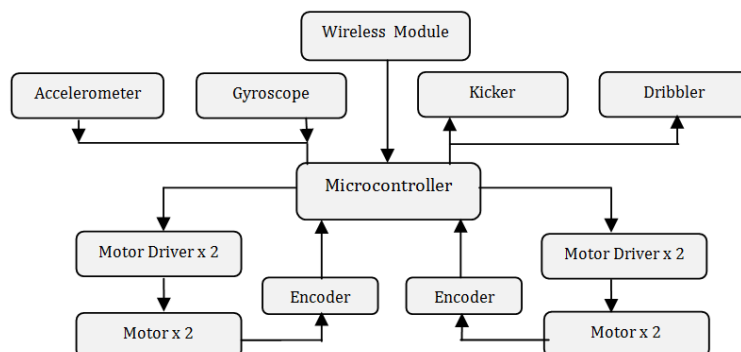 Wireless Module
Accelerometer
Gyroscope
Kicker
Dribbler
Microcontroller
Motor Driver x 2
Motor Driver x 2
Encoder
Encoder
Motor x 2
Motor x 2